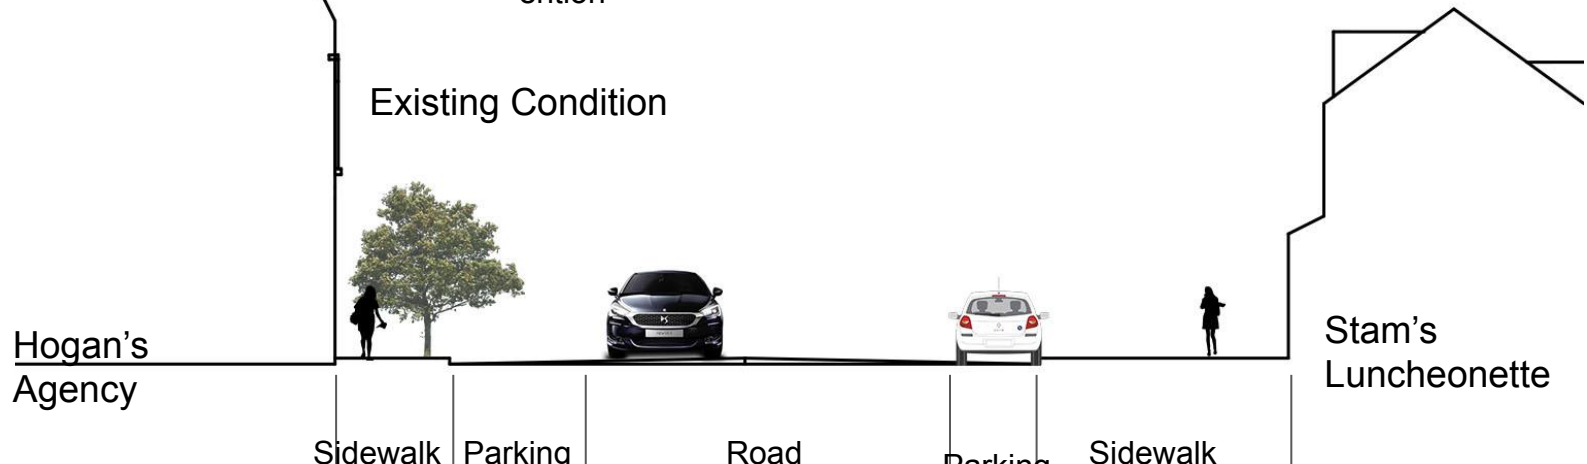 Existing Condition
Hogan's
Agency
Stam's
Luncheonette
Sidewalk
Parking
Road
Parking
Sidewalk